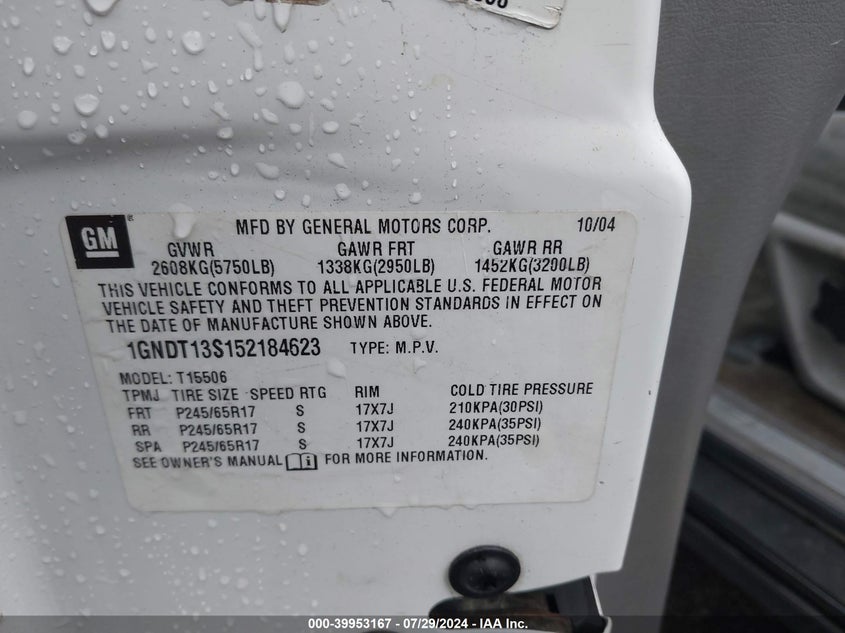 GM
MFD BY GENERAL MOTORS CORP. 10/04
GVWR GAWR FRT GAWR RR
2608KG(5750LB) 1338KG(2950LB) 1452KG(3200LB)
THIS VEHICLE CONFORMS TO ALL APPLICABLE U.S. FEDERAL MOTOR
VEHICLE SAFETY AND THEFT PREVENTION STANDARDS IN EFFECT ON
THE DATE OF MANUFACTURE SHOWN ABOVE.
1GNDT13S152184623 TYPE: M.P.V.
MODEL: T15506
TPMJ TIRE SIZE SPEED RTG RIM COLD TIRE PRESSURE
FRT P245/65R17 S 17X7J 210KPA(30PSI)
RR P245/65R17 S 17X7J 240KPA(35PSI)
SPA P245/65R17 S 17X7J 240KPA(35PSI)
SEE OWNER'S MANUAL FOR MORE INFORMATION.
000-39953167 - 07/29/2024 - IAA Inc.